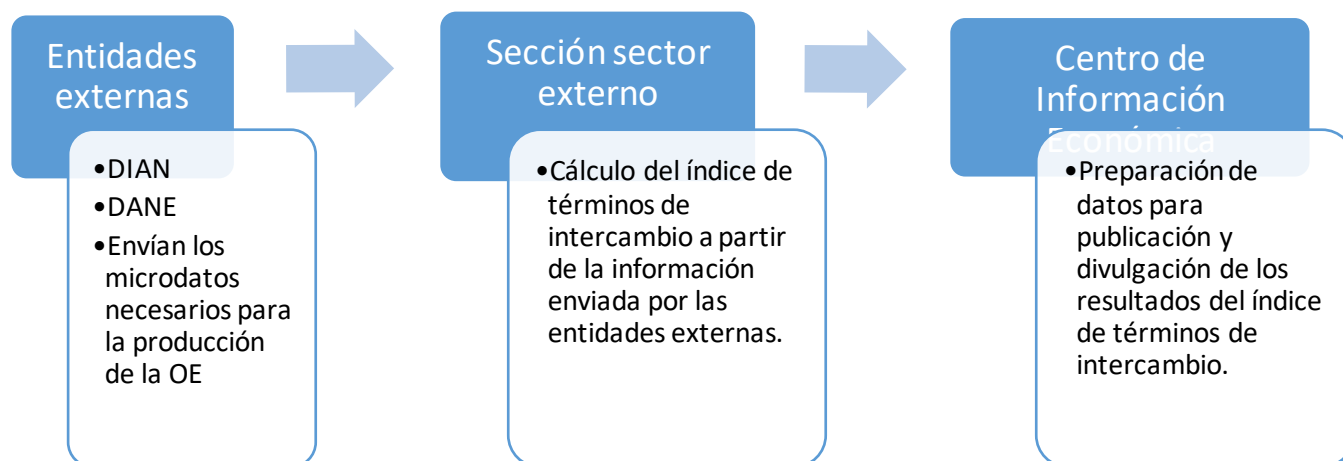 Entidades
externas
•DIAN
•DANE
•Envían los
microdatos
necesarios para
la producción
de la OE
Sección sector
externo
•Cálculo del índice de
términos de
intercambio a partir
de la información
enviada por las
entidades externas.
Centro de
Información
Económica
•Preparación de
datos para
publicación y
divulgación de los
resultados del índice
de términos de
intercambio.